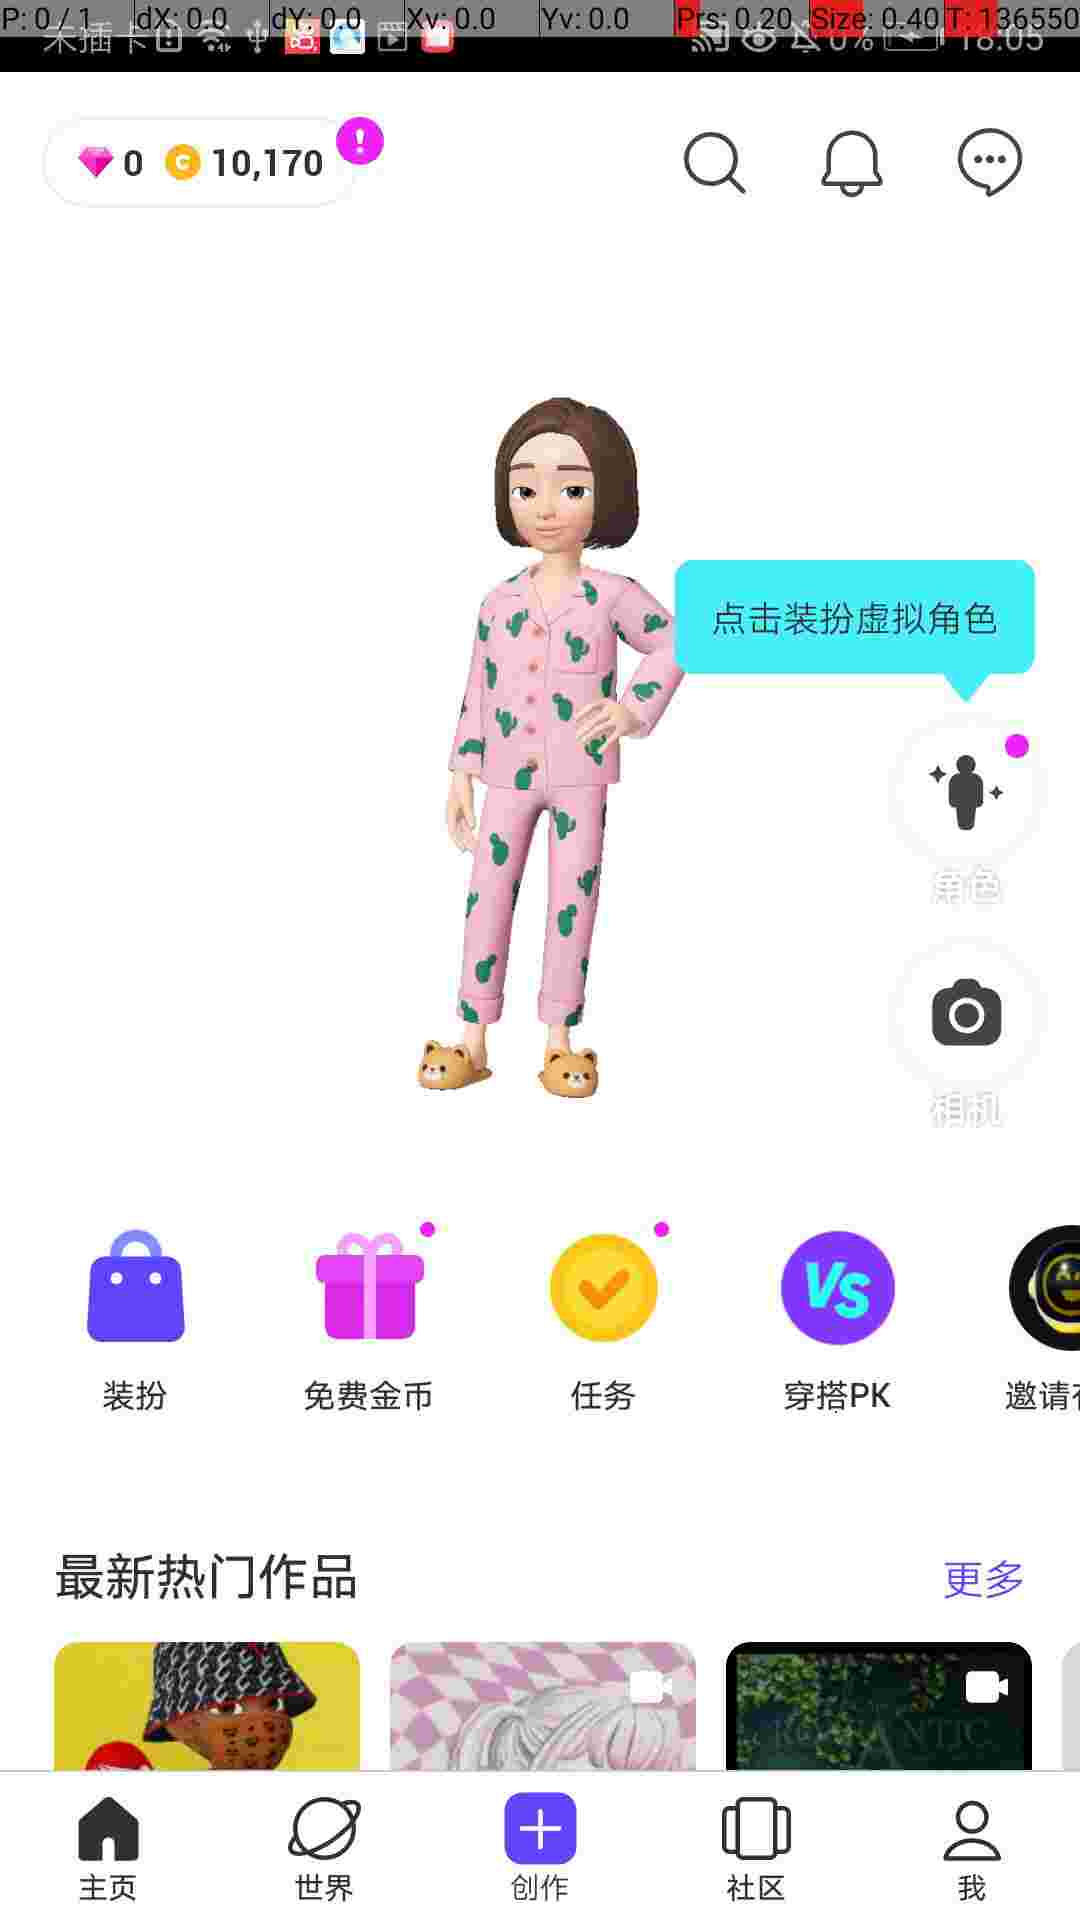 P: 0 / 1 dX: 0.0 dY: 0.0 Xv: 0.0 Yv: 0.0 Prs: 0.20 Size: 0.40 T: 136550
未插卡 0% 18:05
0 C 10,170 !
点击装扮虚拟角色
角色
相机
VS
装扮 免费金币 任务 穿搭PK 邀请
最新热门作品 更多
ROMANTIC
主页 世界 创作 社区 我